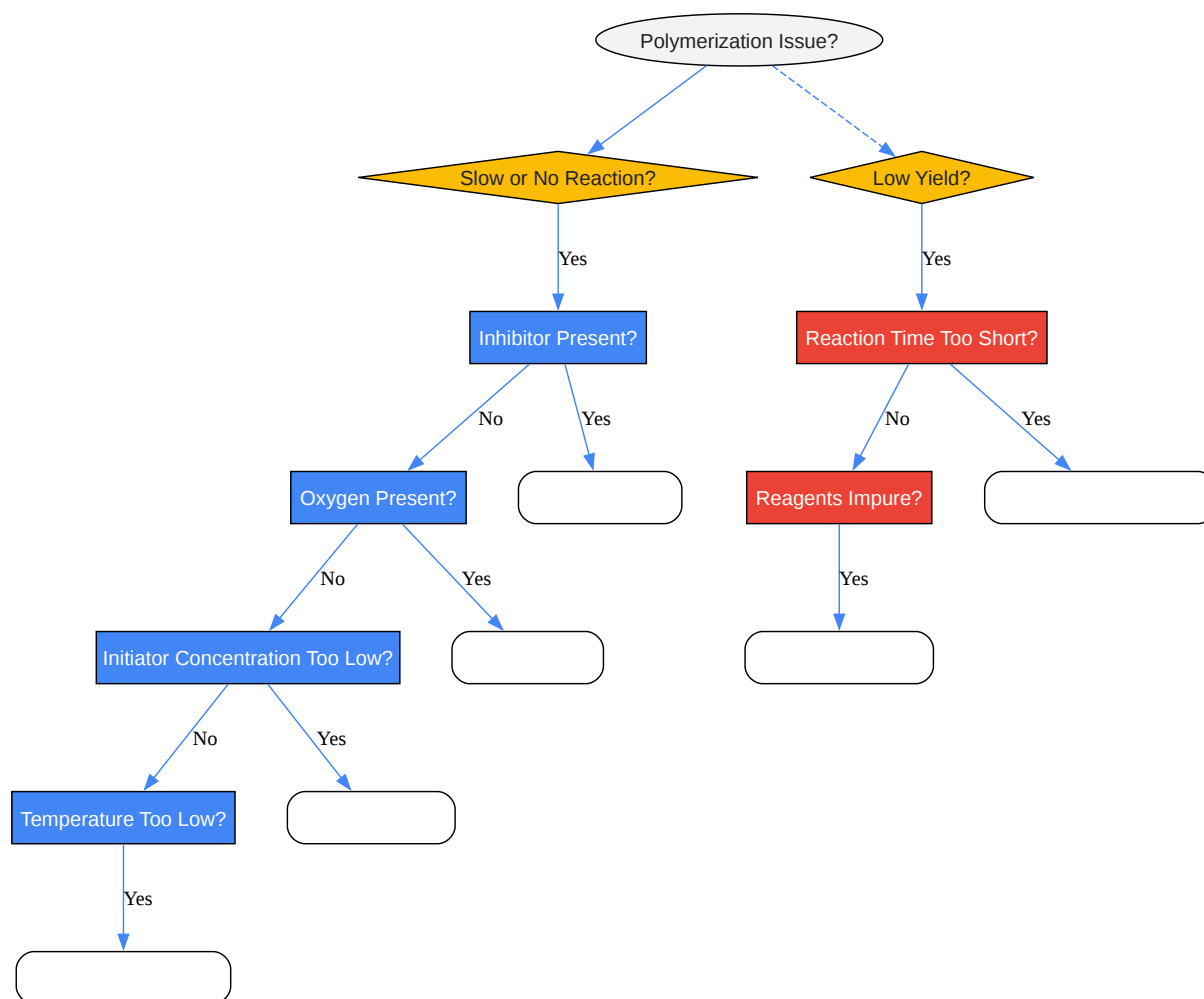 Polymerization Issue?
Slow or No Reaction?
Low Yield?
Yes
Yes
Inhibitor Present?
Reaction Time Too Short?
No
Yes
No
Yes
Oxygen Present?
Reagents Impure?
No
Yes
Yes
Initiator Concentration Too Low?
No
Yes
Temperature Too Low?
Yes